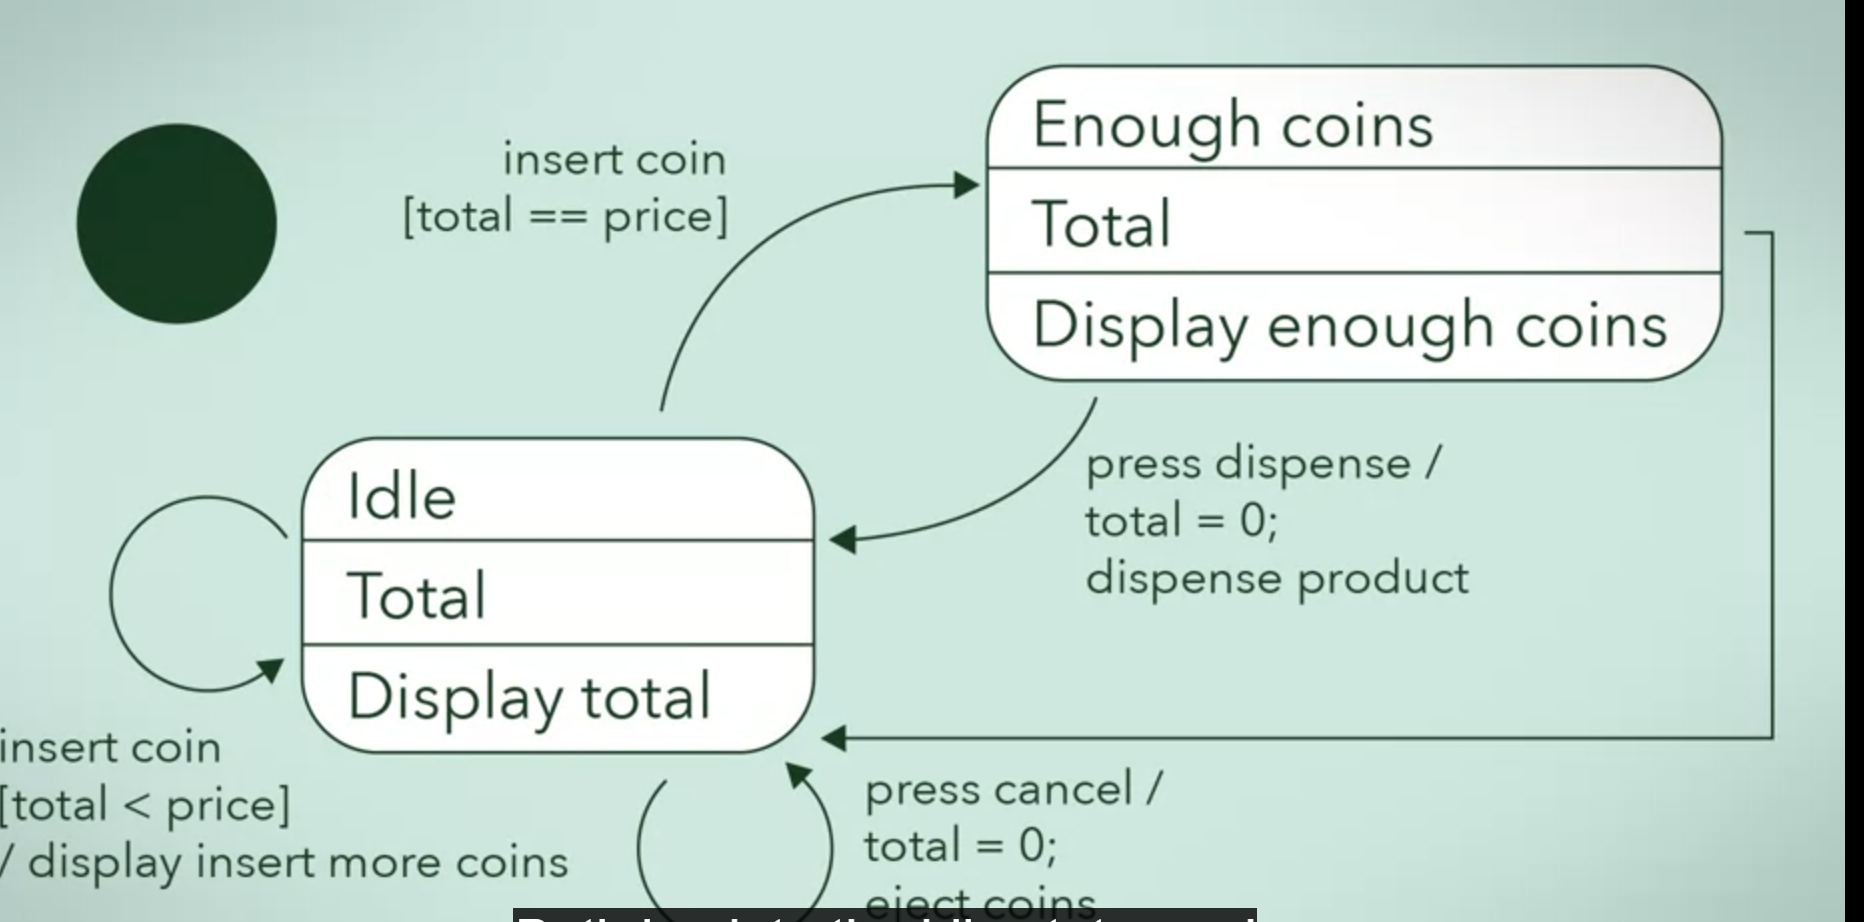 insert coin
[total == price]
Enough coins
Total
Display enough coins
press dispense /
total = 0;
dispense product
Idle
Total
Display total
insert coin
[total < price]
/ display insert more coins
press cancel /
total = 0;
eject coins